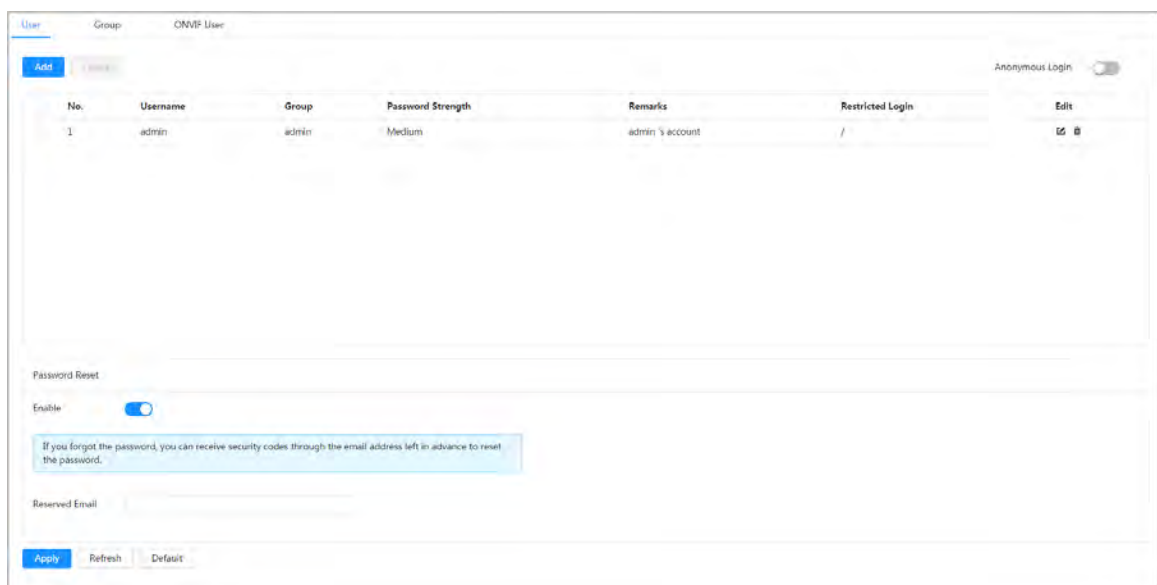 User Group ONVIF User
Add
Anonymous Login
No. Username Group Password Strength Remarks Restricted Login Edit
1 admin admin Medium admin 's account /
Password Reset
Enable
If you forgot the password, you can receive security codes through the email address left in advance to reset
the password.
Reserved Email
Apply Refresh Default